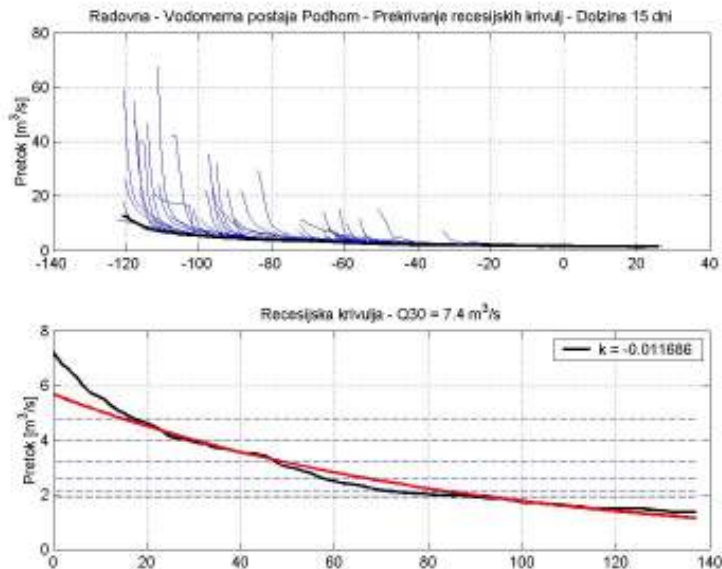 Radovna - Vodomerna postaja Podhom - Prekrivanje recesijskih krivulj - Dolzina 15 dni
Pretok [m³/s]
80
60
40
20
0
-140 -120 -100 -80 -60 -40 -20 0 20 40
Recesijska krivulja - Q30 = 7.4 m³/s
Pretok [m³/s]
8
6
4
2
0
k = -0.011686
0 20 40 60 80 100 120 140